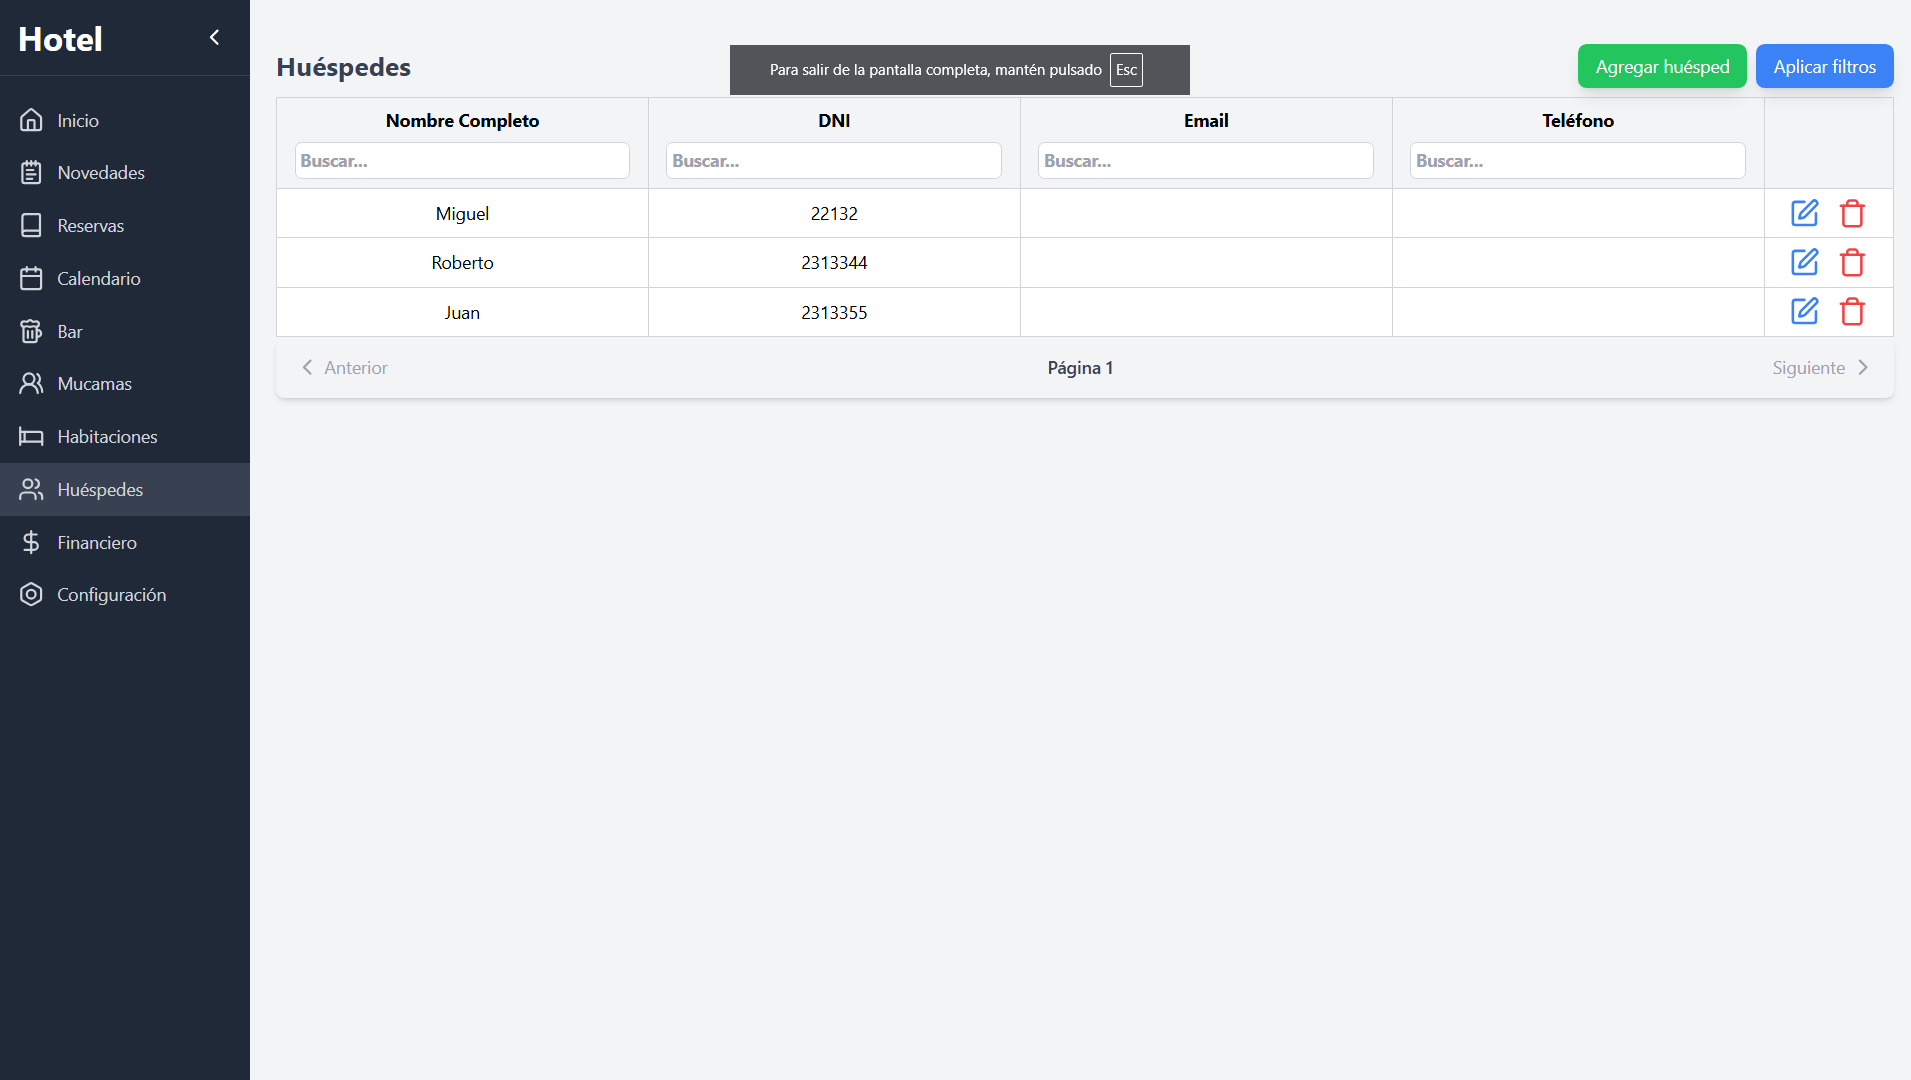 Hotel
Inicio
Novedades
Reservas
Calendario
Bar
Mucamas
Habitaciones
Huéspedes
Financiero
Configuración
Huéspedes
Para salir de la pantalla completa, mantén pulsado Esc
Agregar huésped
Aplicar filtros
Nombre Completo DNI Email Teléfono
Buscar... Buscar... Buscar... Buscar...
Miguel 22132
Roberto 2313344
Juan 2313355
Anterior Página 1 Siguiente